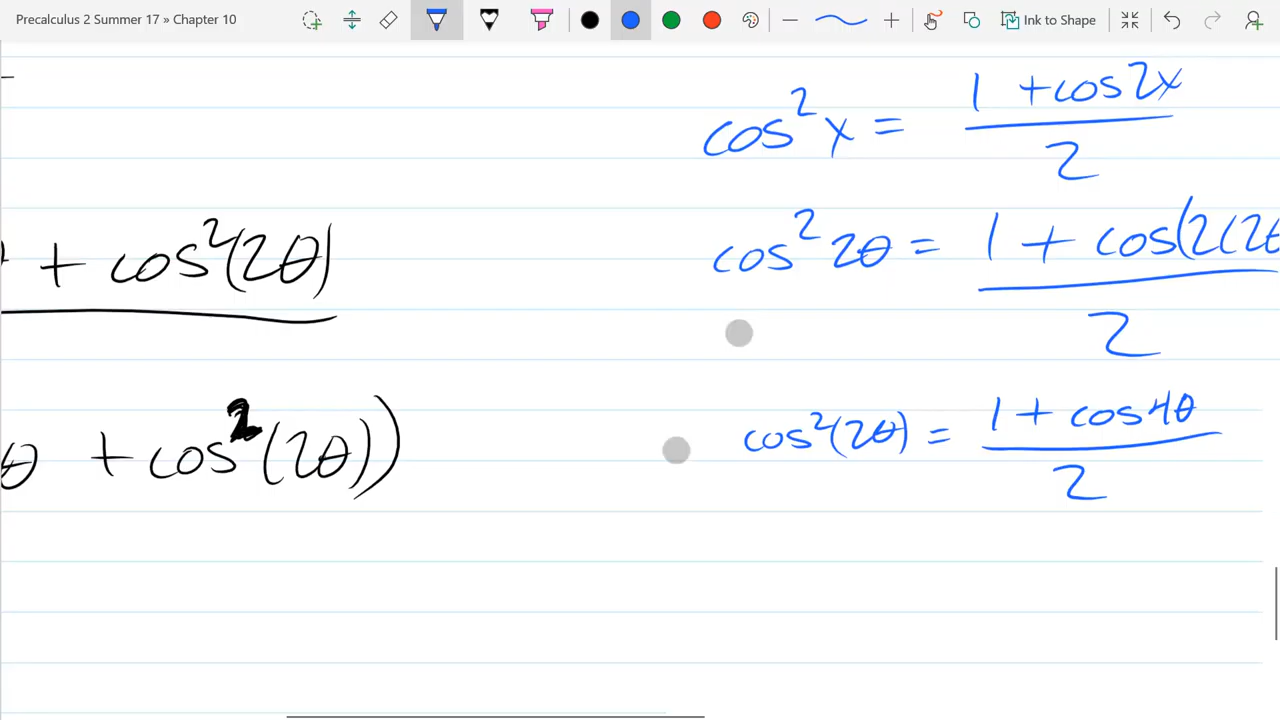 Precalculus 2 Summer 17 » Chapter 10
Ink to Shape
cos²x = (1 + cos2x)/2
+ cos²(2θ)
cos²2θ = (1 + cos(2(2θ)/2
cos²(2θ) = (1 + cos4θ)/2
θ + cos²(2θ))